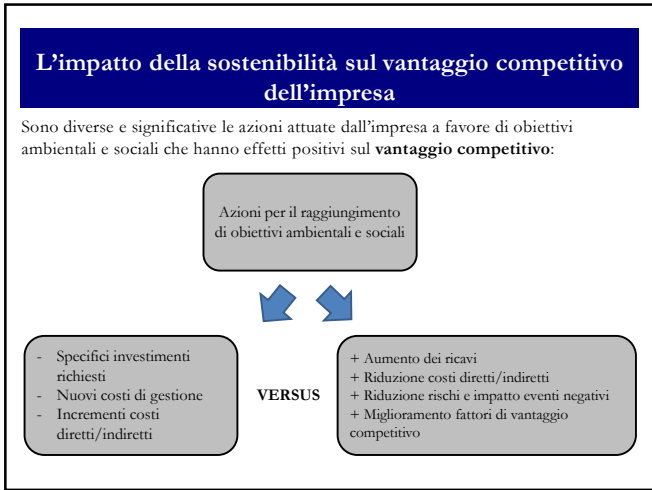 L’impatto della sostenibilità sul vantaggio competitivo
dell’impresa
Sono diverse e significative le azioni attuate dall’impresa a favore di obiettivi
ambientali e sociali che hanno effetti positivi sul vantaggio competitivo:
Azioni per il raggiungimento
di obiettivi ambientali e sociali
- Specifici investimenti
richiesti
- Nuovi costi di gestione
- Incrementi costi
diretti/indiretti
VERSUS
+ Aumento dei ricavi
+ Riduzione costi diretti/indiretti
+ Riduzione rischi e impatto eventi negativi
+ Miglioramento fattori di vantaggio
competitivo